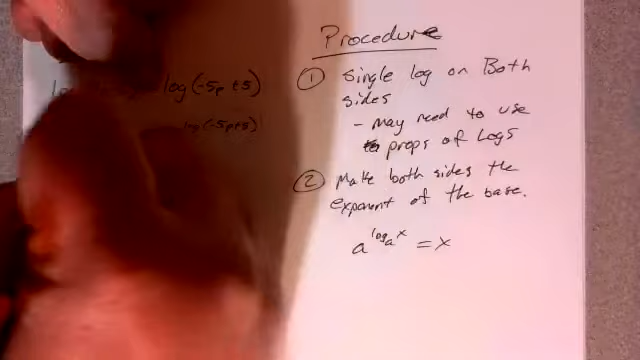 log(-5p+5)
log(-5p+5)
Procedure
① Single log on Both
sides
- may need to use
props of Logs
② Make both sides the
exponent of the base.
a^{log_a x} = x